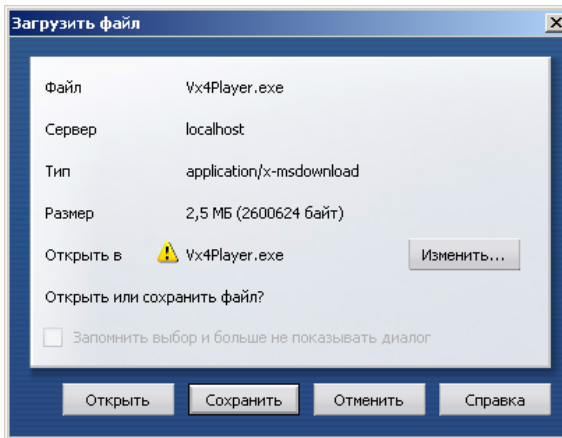 Загрузить файл
Файл Vx4Player.exe
Сервер localhost
Тип application/x-msdownload
Размер 2,5 МБ (2600624 байт)
Открыть в Vx4Player.exe Изменить...
Открыть или сохранить файл?
Запомнить выбор и больше не показывать диалог
Открыть Сохранить Отменить Справка